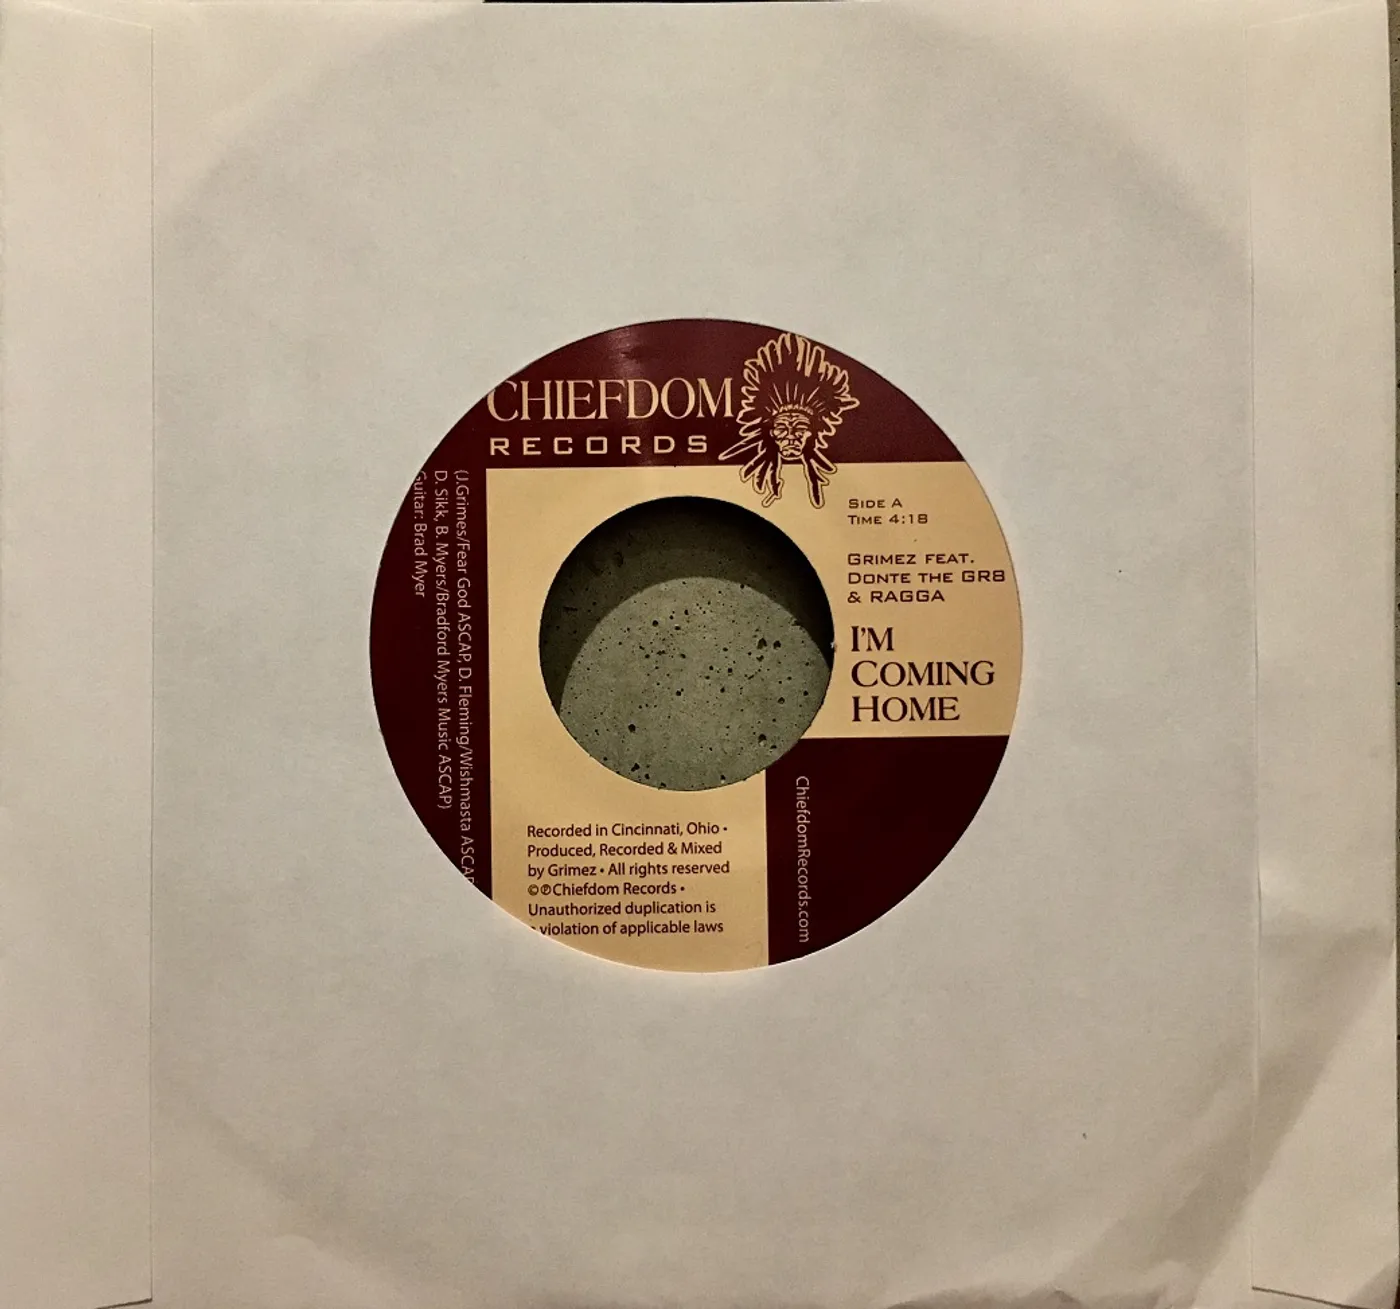 CHIEFDOM
RECORDS
SIDE A
TIME 4:18
GRIMEZ FEAT.
DONTE THE GR8
& RAGGA
I'M
COMING
HOME
(J.Grimes/Fear God ASCAP, D. Fleming/Wishmasta ASCAP,
D. Sikk, B. Myers/Bradford Myers Music ASCAP)
Guitar: Brad Myer
Recorded in Cincinnati, Ohio •
Produced, Recorded & Mixed
by Grimez • All rights reserved
©℗Chiefdom Records •
Unauthorized duplication is
a violation of applicable laws
ChiefdomRecords.com